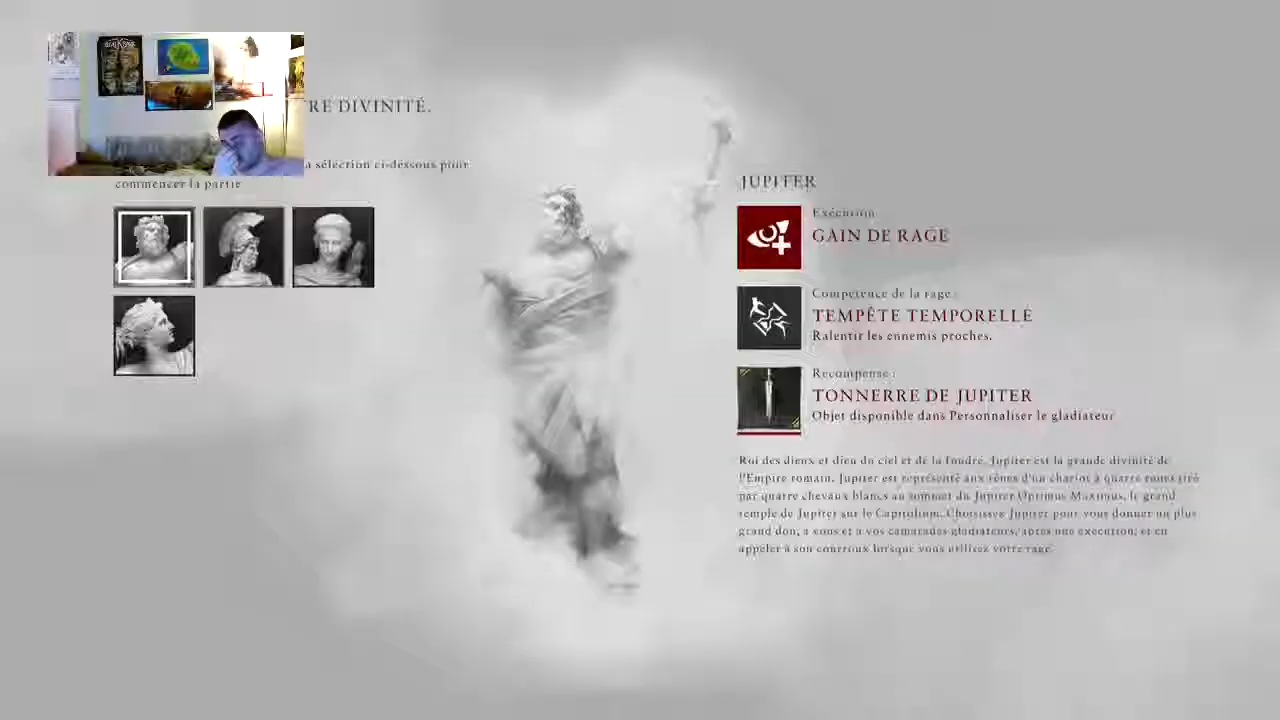 RE DIVINITÉ.
a sélection ci-dessous pour
commencer la partie
JUPITER
Exécution
GAIN DE RAGE
Compétence de la rage :
TEMPÊTE TEMPORELLE
Ralentir les ennemis proches.
Récompense :
TONNERRE DE JUPITER
Objet disponible dans Personnaliser le gladiateur
Roi des dieux et dieu du ciel et de la foudre, Jupiter est la grande divinité de
l'Empire romain. Jupiter est représenté aux rênes d'un chariot à quatre roues tiré
par quatre chevaux blancs au sommet du Jupiter Optimus Maximus, le grand
temple de Jupiter sur le Capitolium. Choisissez Jupiter pour vous donner un plus
grand don, à vous et à vos camarades gladiateurs, après une exécution, et en
appeler à son courroux lorsque vous utilisez votre rage.